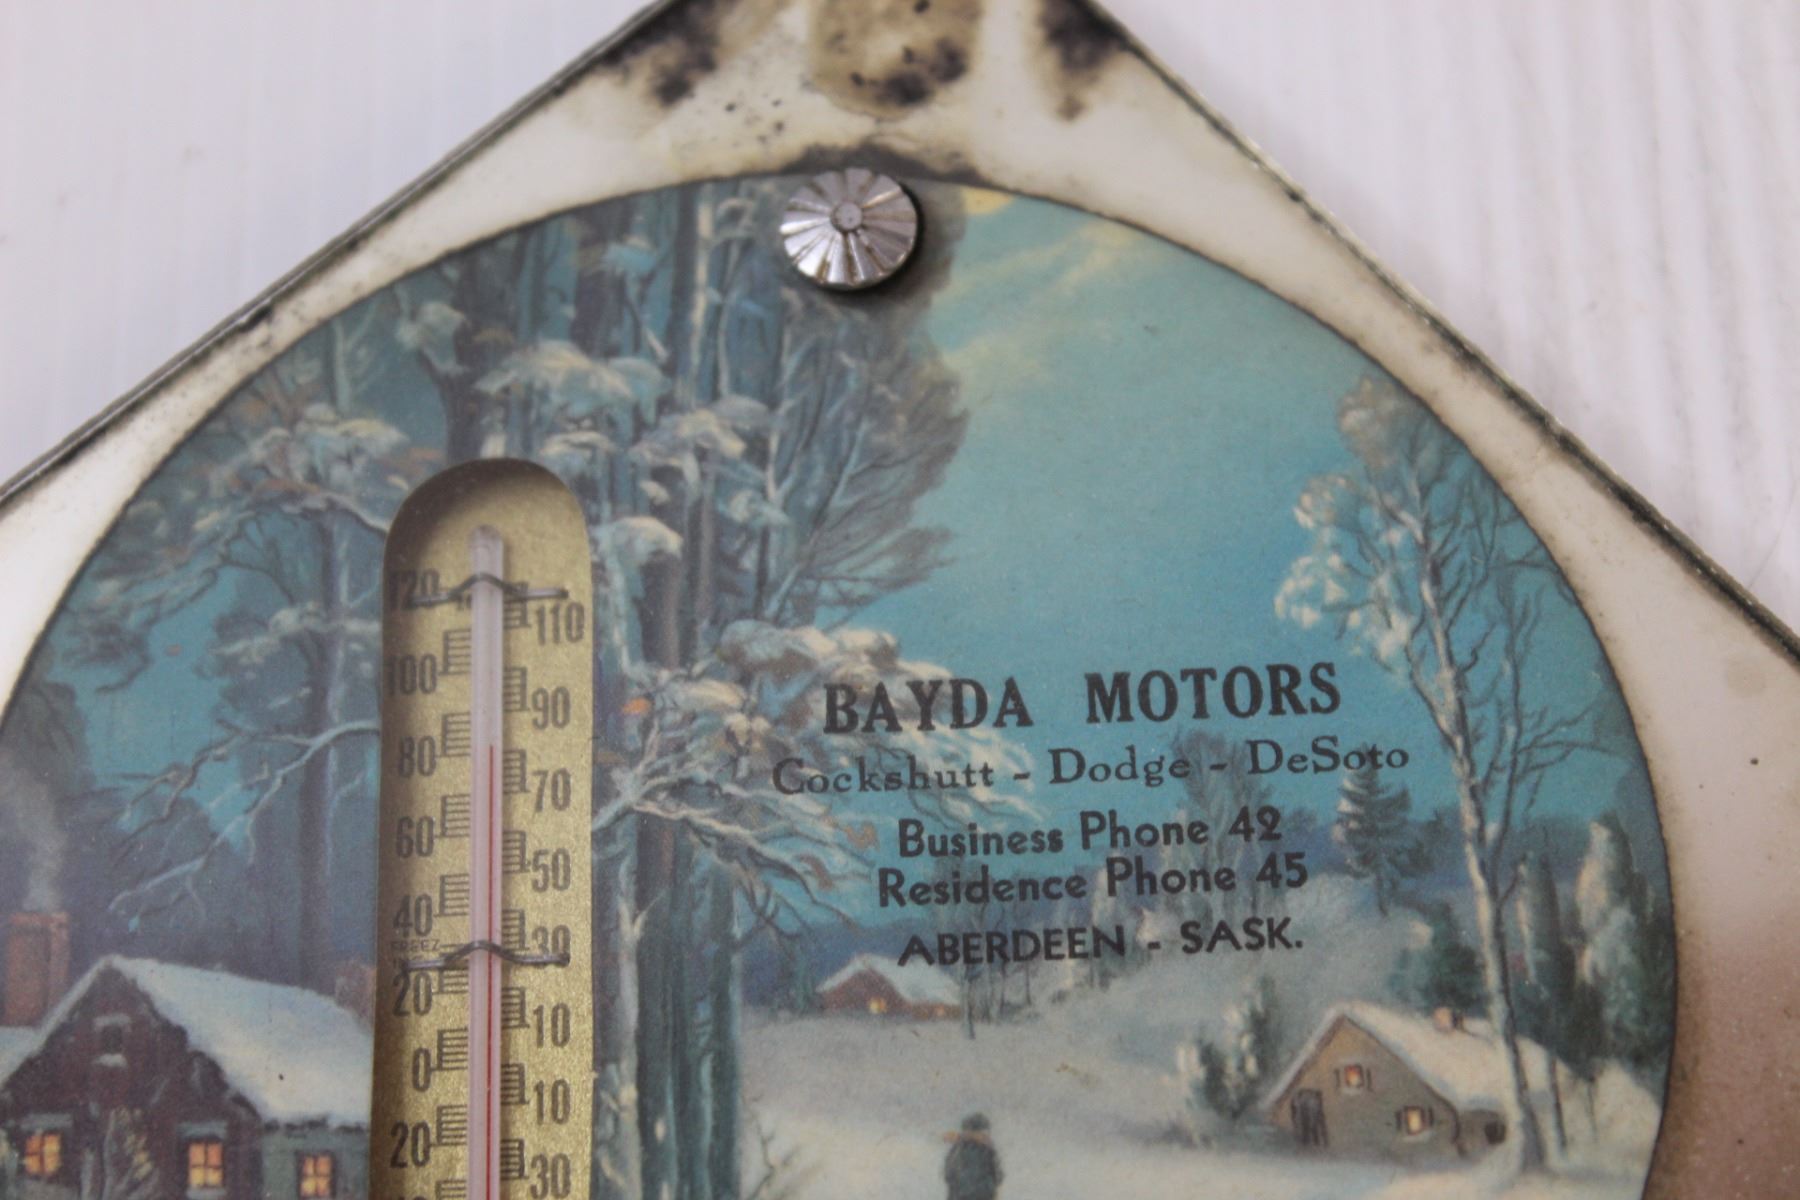 BAYDA MOTORS
Cockshutt - Dodge - DeSoto
Business Phone 42
Residence Phone 45
ABERDEEN - SASK.
120
110
100
90
80
70
60
50
40
FREEZ
30
20
10
0
10
20
30